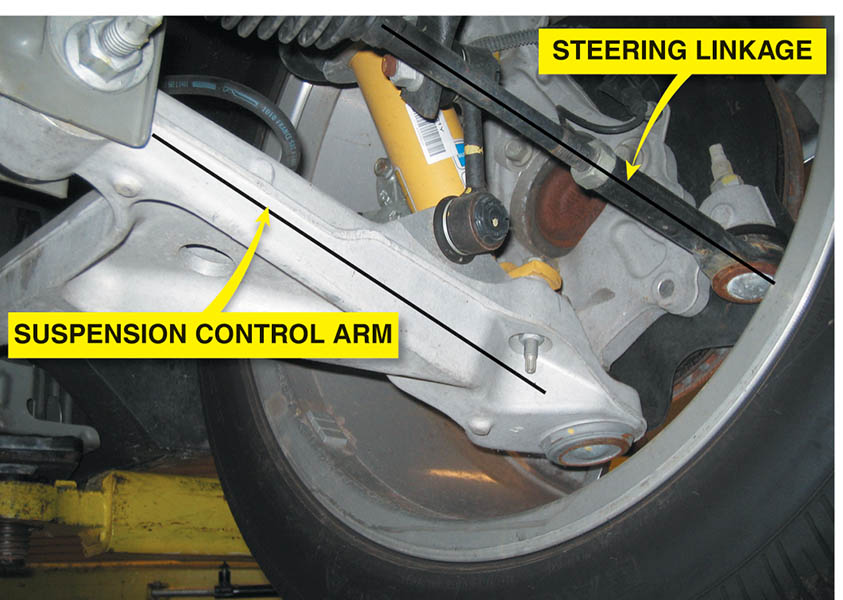 STEERING LINKAGE
SUSPENSION CONTROL ARM